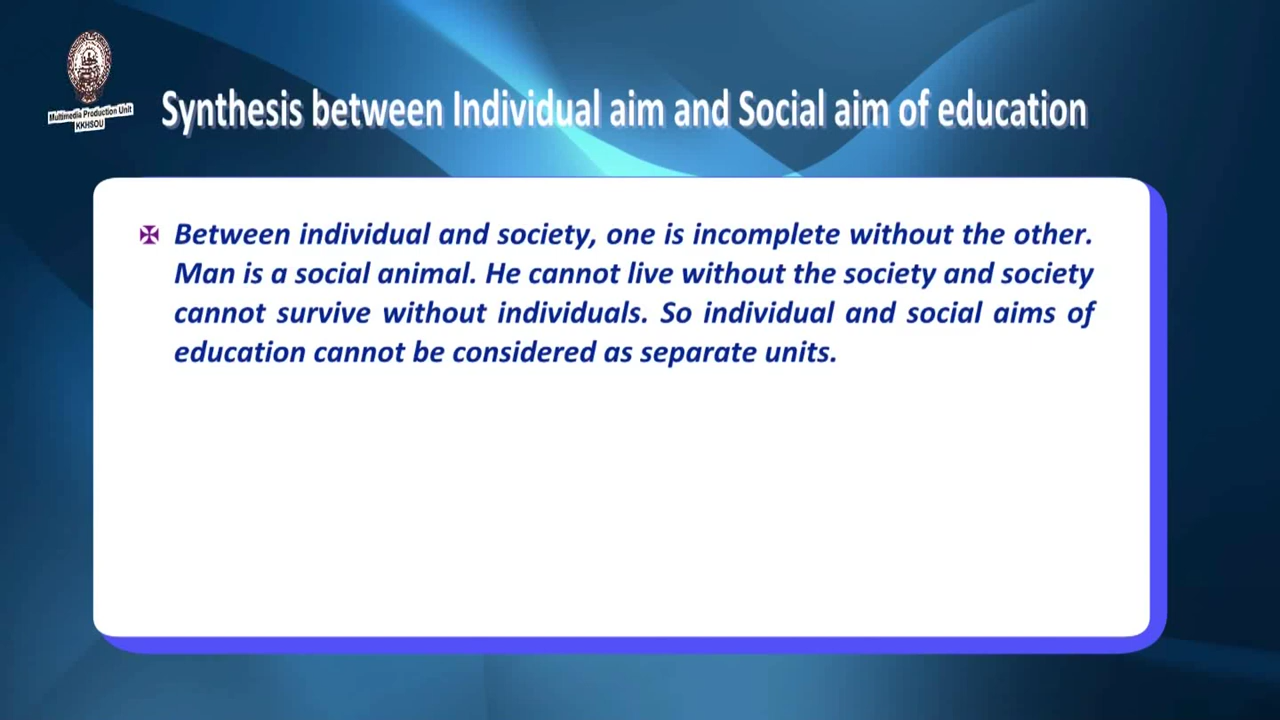 Multimedia Production Unit
KKHSOU
Synthesis between Individual aim and Social aim of education
Between individual and society, one is incomplete without the other.
Man is a social animal. He cannot live without the society and society
cannot survive without individuals. So individual and social aims of
education cannot be considered as separate units.